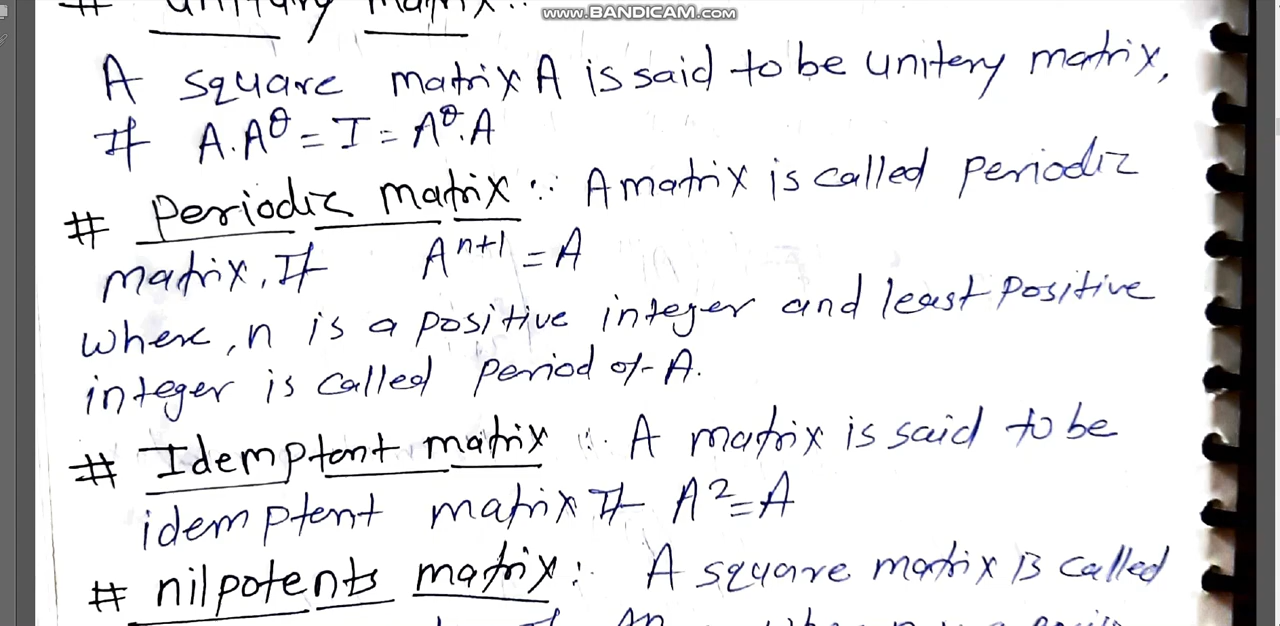 www.BANDICAM.com
# unitary matrix :.
A square matrix A is said to be unitery matrix,
If A.A^θ = I = A^θ.A
# Periodic matrix :. A matrix is called Periodic
matrix, If A^n+1 = A
where, n is a positive integer and least positive
integer is called Period of A.
# Idemptent matrix :. A matrix is said to be
idemptent matrix If A^2 = A
# nilpotents matrix :. A square matrix is called